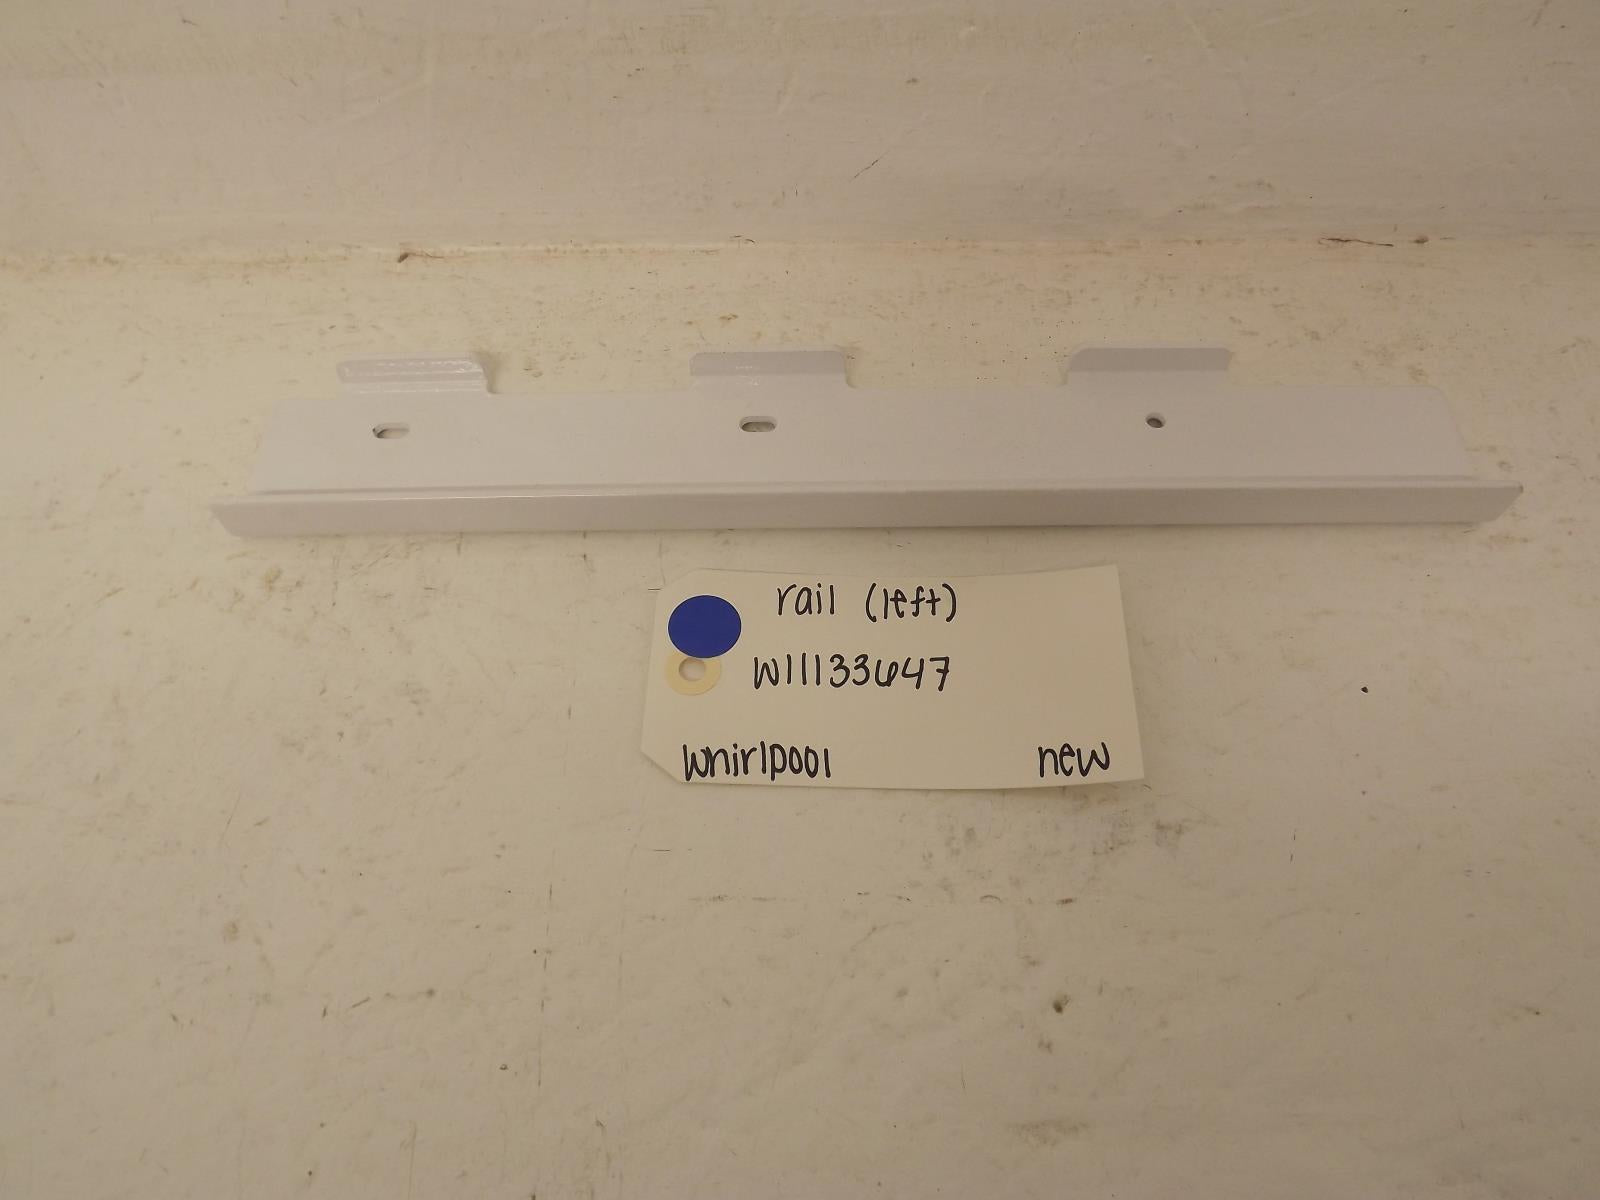 rail (left)
W11133647
Whirlpool
new